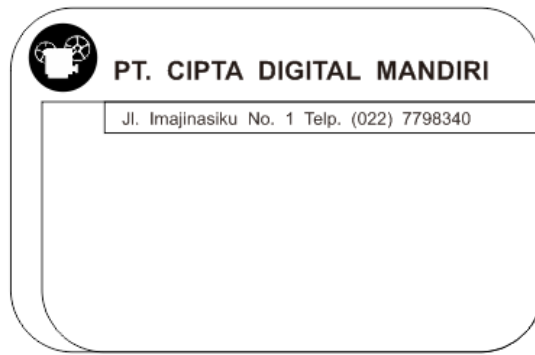 PT. CIPTA DIGITAL MANDIRI
Jl. Imajinasiku No. 1 Telp. (022) 7798340